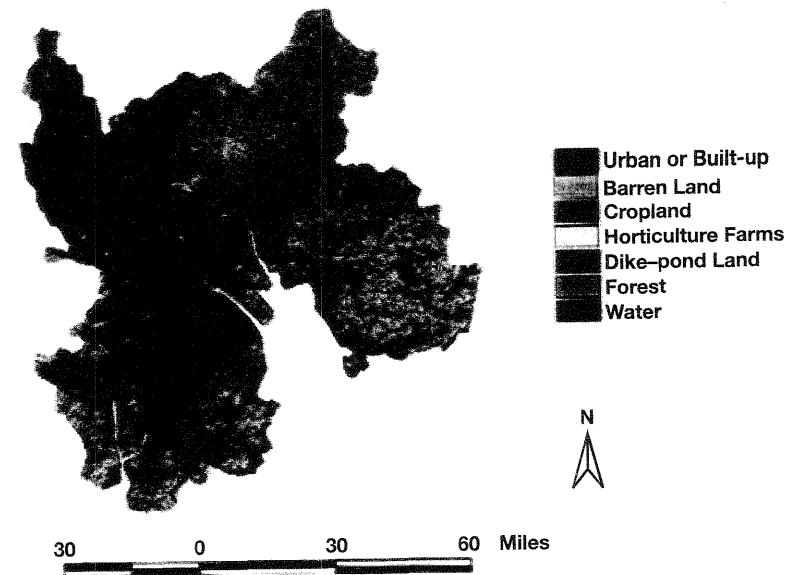 Urban or Built-up
Barren Land
Cropland
Horticulture Farms
Dike–pond Land
Forest
Water
N
30 0 30 60 Miles